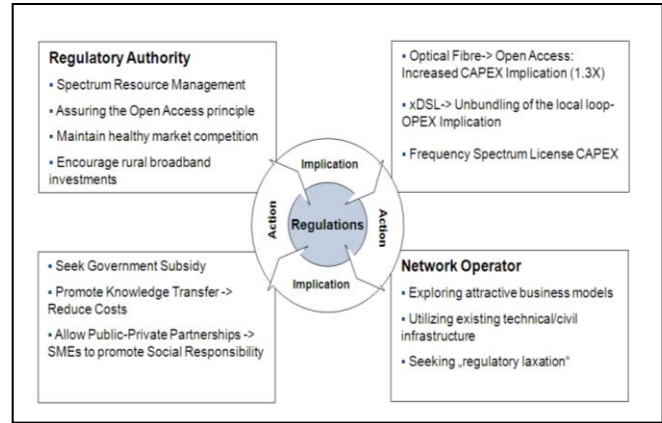 Regulatory Authority
▪ Spectrum Resource Management
▪ Assuring the Open Access principle
▪ Maintain healthy market competition
▪ Encourage rural broadband
investments
▪ Optical Fibre-> Open Access:
Increased CAPEX Implication (1.3X)
▪ xDSL-> Unbundling of the local loop-
OPEX Implication
▪ Frequency Spectrum License CAPEX
Implication
Action
Regulations
Action
Implication
▪ Seek Government Subsidy
▪ Promote Knowledge Transfer ->
Reduce Costs
▪ Allow Public-Private Partnerships ->
SMEs to promote Social Responsibility
Network Operator
▪ Exploring attractive business models
▪ Utilizing existing technical/civil
infrastructure
▪ Seeking „regulatory laxation“